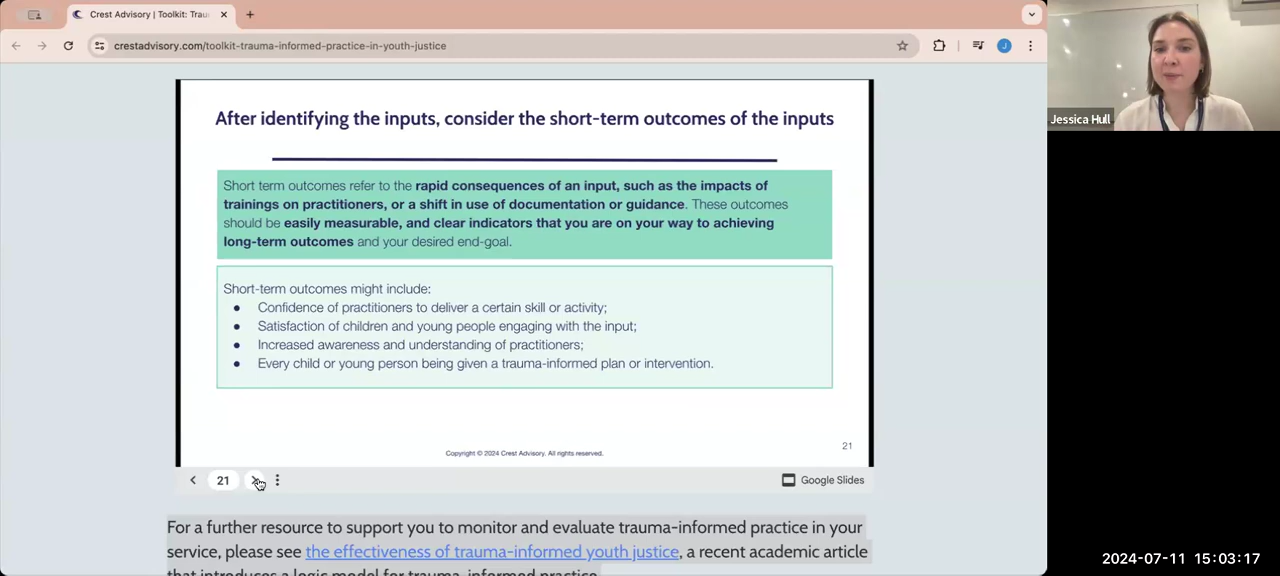 Crest Advisory | Toolkit: Trau
crestadvisory.com/toolkit-trauma-informed-practice-in-youth-justice
J
Jessica Hull
After identifying the inputs, consider the short-term outcomes of the inputs
Short term outcomes refer to the rapid consequences of an input, such as the impacts of
trainings on practitioners, or a shift in use of documentation or guidance. These outcomes
should be easily measurable, and clear indicators that you are on your way to achieving
long-term outcomes and your desired end-goal.
Short-term outcomes might include:
● Confidence of practitioners to deliver a certain skill or activity;
● Satisfaction of children and young people engaging with the input;
● Increased awareness and understanding of practitioners;
● Every child or young person being given a trauma-informed plan or intervention.
21
Copyright © 2024 Crest Advisory. All rights reserved.
21
Google Slides
For a further resource to support you to monitor and evaluate trauma-informed practice in your
service, please see the effectiveness of trauma-informed youth justice, a recent academic article
that introduces a logic model for trauma-informed practice.
2024-07-11 15:03:17